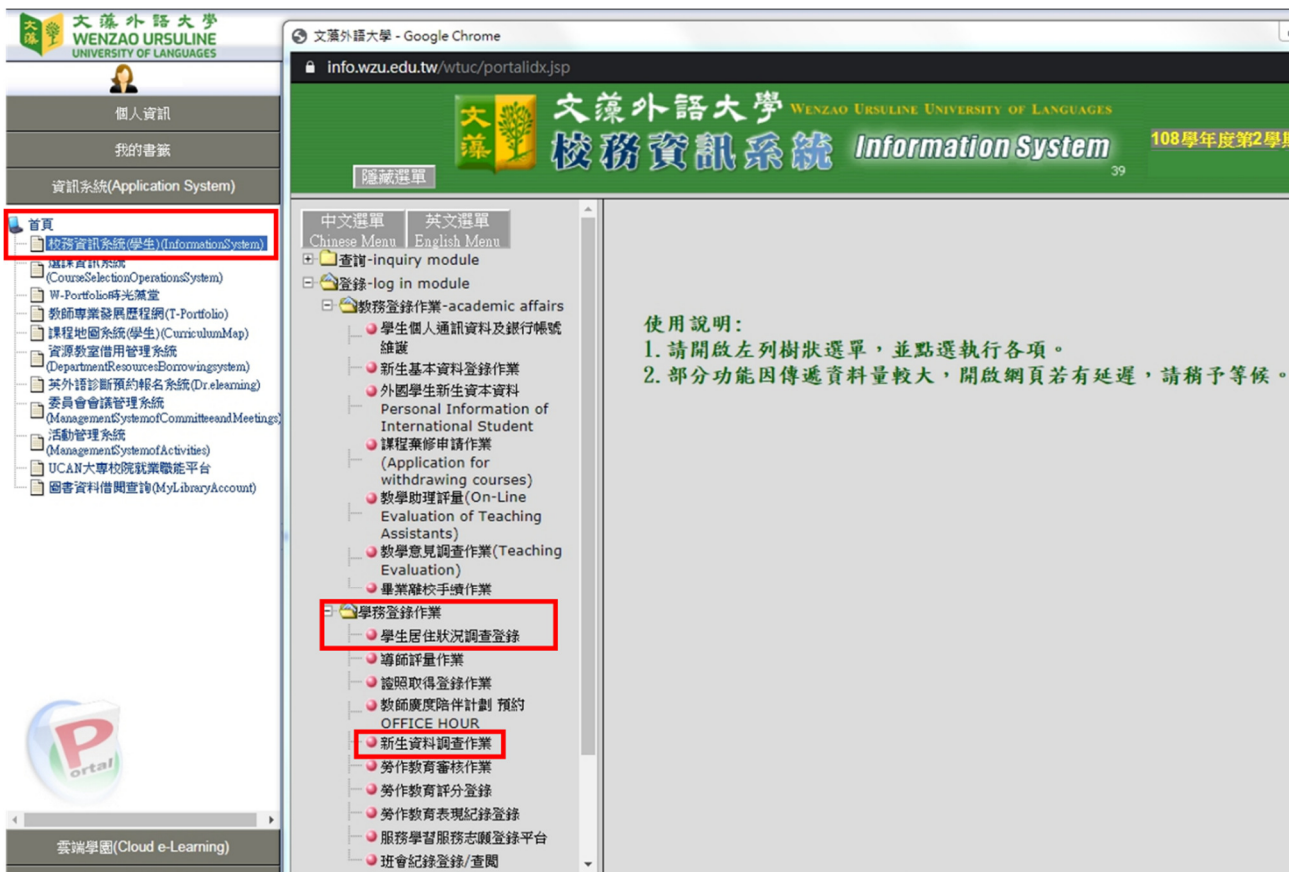 文藻外語大學
WENZAO URSULINE
UNIVERSITY OF LANGUAGES
文藻
個人資訊
我的書籤
資訊系統(Application System)
首頁
校務資訊系統(學生)(InformationSystem)
選課資訊系統
(CourseSelectionOperationsSystem)
W-Portfolio時光藻堂
教師專業發展歷程網(T-Portfolio)
課程地圖系統(學生)(CurriculumMap)
資源教室借用管理系統
(DepartmentResourcesBorrowingsystem)
英外語診斷預約報名系統(Dr.elearning)
委員會會議管理系統
(ManagementSystemofCommitteeandMeetings)
活動管理系統
(ManagementSystemofActivities)
UCAN大專校院就業職能平台
圖書資料借閱查詢(MyLibraryAccount)
Portal
雲端學園(Cloud e-Learning)
文藻外語大學 - Google Chrome
info.wzu.edu.tw/wtuc/portalidx.jsp
文藻
文藻外語大學 WENZAO URSULINE UNIVERSITY OF LANGUAGES
校務資訊系統 Information System
39
108學年度第2學期
隱藏選單
中文選單 英文選單
Chinese Menu English Menu
查詢-inquiry module
登錄-log in module
教務登錄作業-academic affairs
學生個人通訊資料及銀行帳號
維護
新生基本資料登錄作業
外國學生新生資本資料
Personal Information of
International Student
課程棄修申請作業
(Application for
withdrawing courses)
教學助理評量(On-Line
Evaluation of Teaching
Assistants)
教學意見調查作業(Teaching
Evaluation)
畢業離校手續作業
學務登錄作業
學生居住狀況調查登錄
導師評量作業
證照取得登錄作業
教師廣度陪伴計劃 預約
OFFICE HOUR
新生資料調查作業
勞作教育審核作業
勞作教育評分登錄
勞作教育表現紀錄登錄
服務學習服務志願登錄平台
班會紀錄登錄/查閱
使用說明:
1.請開啟左列樹狀選單，並點選執行各項。
2.部分功能因傳遞資料量較大，開啟網頁若有延遲，請稍予等候。